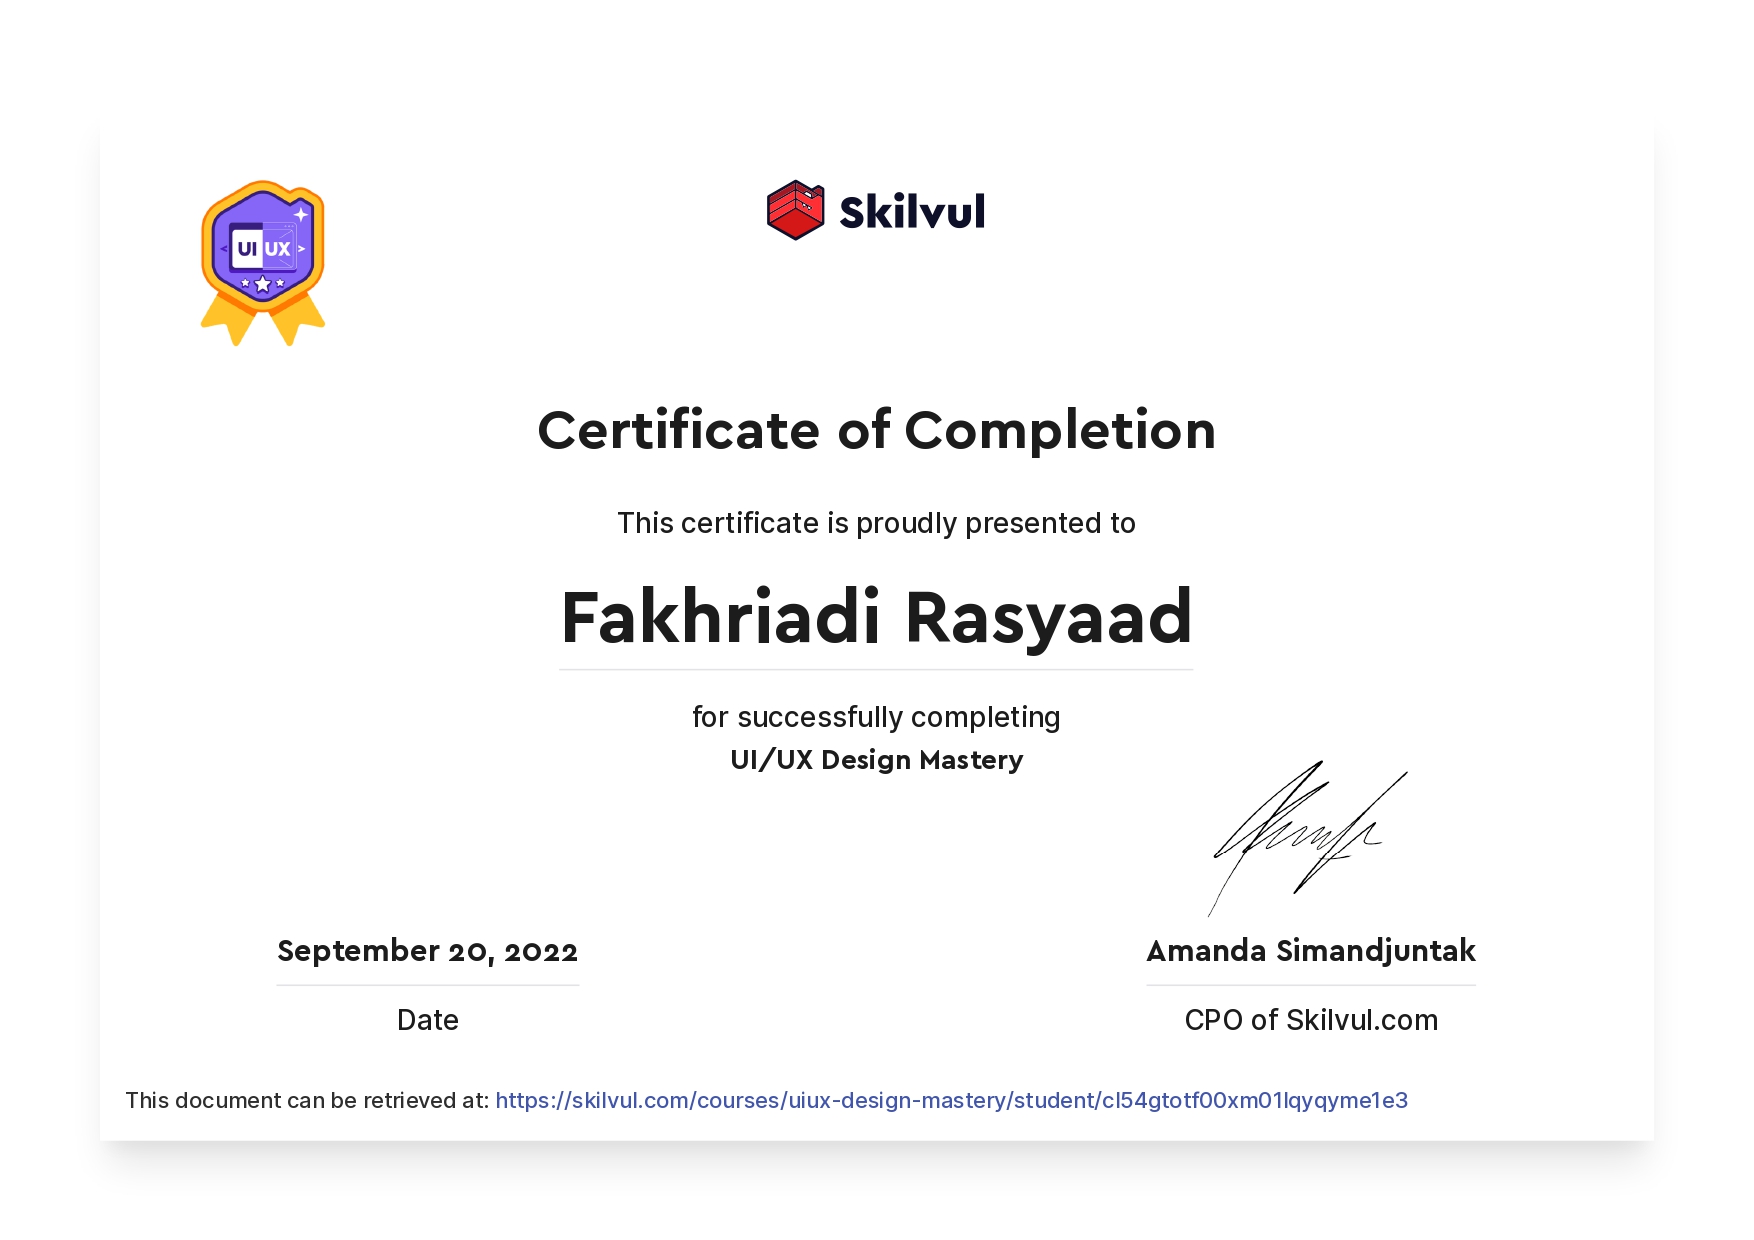 UI UX
Skilvul
Certificate of Completion
This certificate is proudly presented to
Fakhriadi Rasyaad
for successfully completing
UI/UX Design Mastery
September 20, 2022
Date
Amanda Simandjuntak
CPO of Skilvul.com
This document can be retrieved at: https://skilvul.com/courses/uiux-design-mastery/student/cl54gtotf00xm01lqyqyme1e3